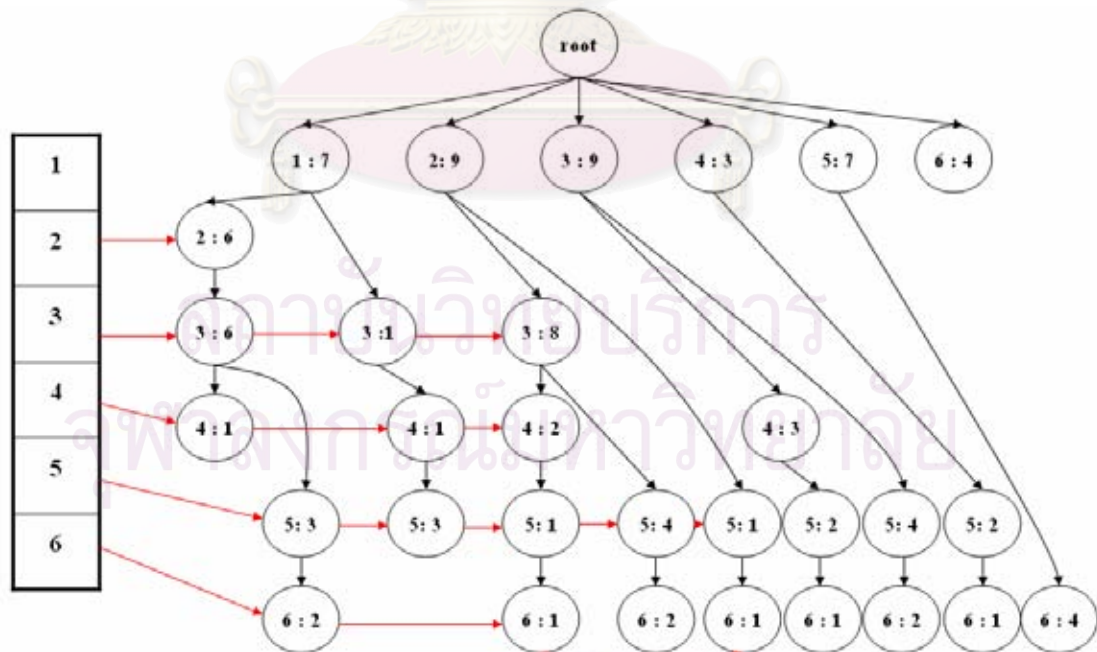 root
1 : 7
2: 9
3 : 9
4 : 3
5: 7
6 : 4
1
2
3
4
5
6
2 : 6
3 : 6
3 :1
3 : 8
4 : 1
4 : 1
4 : 2
4 : 3
5: 3
5: 3
5: 1
5: 4
5: 1
5: 2
5: 4
5: 2
6 : 2
6 : 1
6 : 2
6 : 1
6 : 1
6 : 2
6 : 1
6 : 4
สถาบันวิทยบริการ
จุฬาลงกรณ์มหาวิทยาลัย